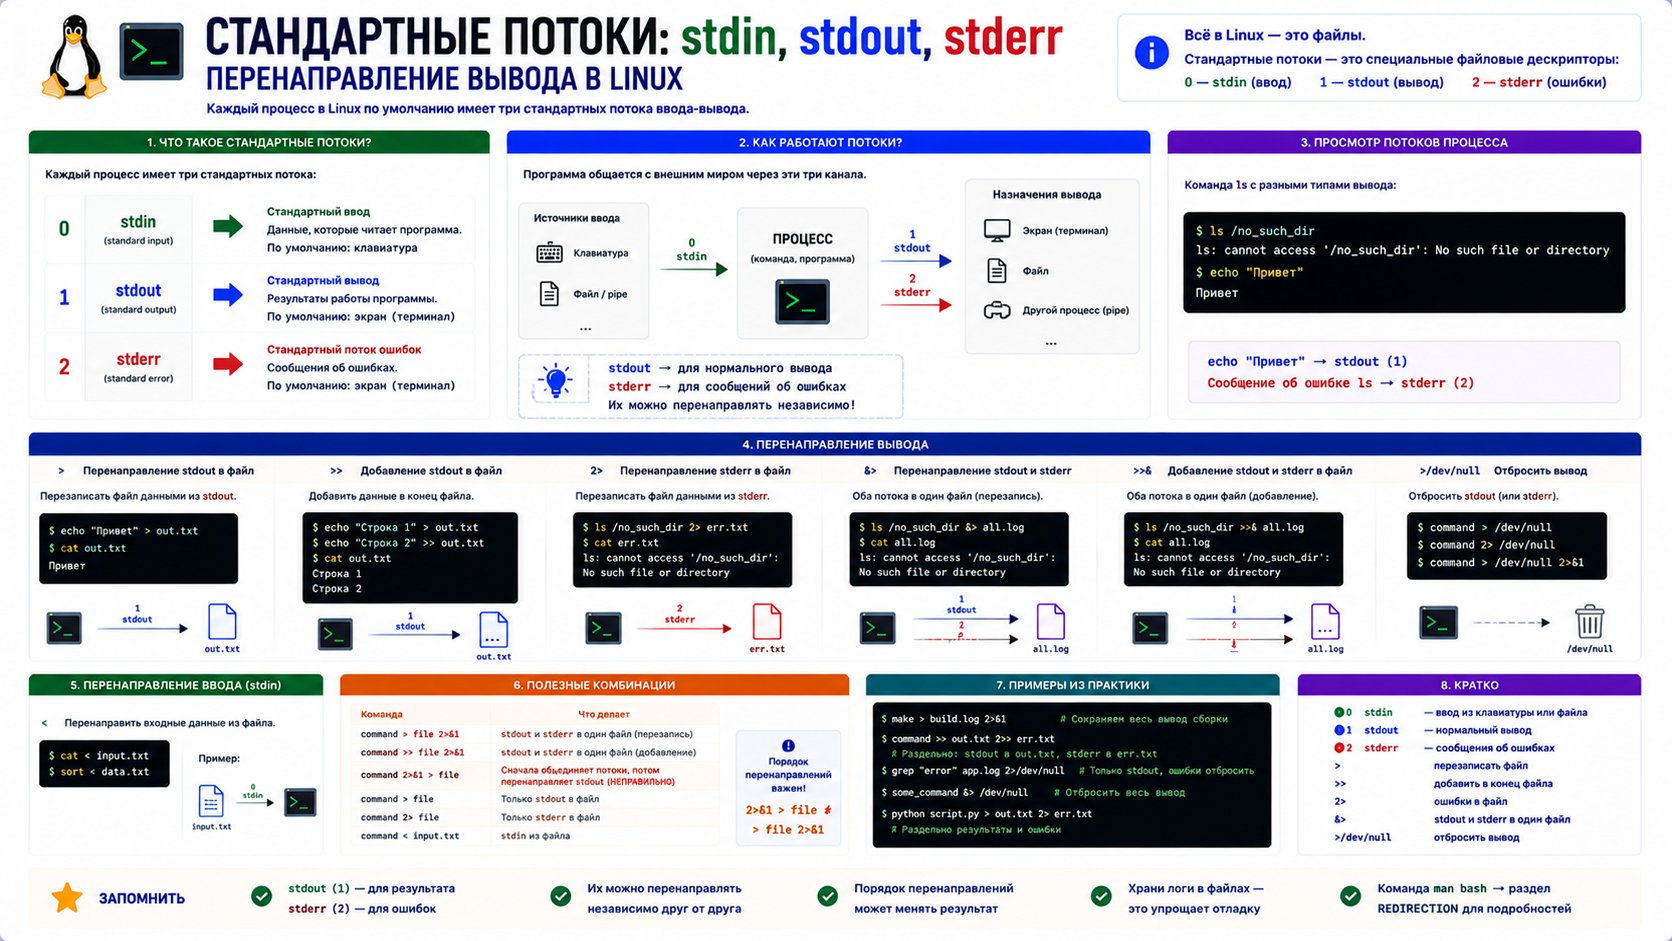 СТАНДАРТНЫЕ ПОТОКИ: stdin, stdout, stderr
ПЕРЕНАПРАВЛЕНИЕ ВЫВОДА В LINUX
Каждый процесс в Linux по умолчанию имеет три стандартных потока ввода-вывода.
Всё в Linux — это файлы.
Стандартные потоки — это специальные файловые дескрипторы:
0 — stdin (ввод) 1 — stdout (вывод) 2 — stderr (ошибки)
1. ЧТО ТАКОЕ СТАНДАРТНЫЕ ПОТОКИ?
Каждый процесс имеет три стандартных потока:
0
stdin
(standard input)
Стандартный ввод
Данные, которые читает программа.
По умолчанию: клавиатура
1
stdout
(standard output)
Стандартный вывод
Результаты работы программы.
По умолчанию: экран (терминал)
2
stderr
(standard error)
Стандартный поток ошибок
Сообщения об ошибках.
По умолчанию: экран (терминал)
2. КАК РАБОТАЮТ ПОТОКИ?
Программа общается с внешним миром через эти три канала.
Источники ввода
Клавиатура
Файл / pipe
...
0
stdin
ПРОЦЕСС
(команда, программа)
>_
1
stdout
2
stderr
Назначения вывода
Экран (терминал)
Файл
Другой процесс (pipe)
...
stdout → для нормального вывода
stderr → для сообщений об ошибках
Их можно перенаправлять независимо!
3. ПРОСМОТР ПОТОКОВ ПРОЦЕССА
Команда ls с разными типами вывода:
$ ls /no_such_dir
ls: cannot access '/no_such_dir': No such file or directory
$ echo "Привет"
Привет
echo "Привет" → stdout (1)
Сообщение об ошибке ls → stderr (2)
4. ПЕРЕНАПРАВЛЕНИЕ ВЫВОДА
> Перенаправление stdout в файл
Перезаписать файл данными из stdout.
$ echo "Привет" > out.txt
$ cat out.txt
Привет
>_
1
stdout
out.txt
>> Добавление stdout в файл
Добавить данные в конец файла.
$ echo "Строка 1" > out.txt
$ echo "Строка 2" >> out.txt
$ cat out.txt
Строка 1
Строка 2
>_
1
stdout
...
out.txt
2> Перенаправление stderr в файл
Перезаписать файл данными из stderr.
$ ls /no_such_dir 2> err.txt
$ cat err.txt
ls: cannot access '/no_such_dir':
No such file or directory
>_
2
stderr
err.txt
&> Перенаправление stdout и stderr
Оба потока в один файл (перезапись).
$ ls /no_such_dir &> all.log
$ cat all.log
ls: cannot access '/no_such_dir':
No such file or directory
>_
1
stdout
2
all.log
>>& Добавление stdout и stderr в файл
Оба потока в один файл (добавление).
$ ls /no_such_dir >>& all.log
$ cat all.log
ls: cannot access '/no_such_dir':
No such file or directory
>_
1
...
all.log
>/dev/null Отбросить вывод
Отбросить stdout (или stderr).
$ command > /dev/null
$ command 2> /dev/null
$ command > /dev/null 2>&1
>_
/dev/null
5. ПЕРЕНАПРАВЛЕНИЕ ВВОДА (stdin)
< Перенаправить входные данные из файла.
$ cat < input.txt
$ sort < data.txt
Пример:
0
stdin
>_
input.txt
6. ПОЛЕЗНЫЕ КОМБИНАЦИИ
Команда Что делает
command > file 2>&1 stdout и stderr в один файл (перезапись)
command >> file 2>&1 stdout и stderr в один файл (добавление)
command 2>&1 > file Сначала объединяет потоки, потом
перенаправляет stdout (НЕПРАВИЛЬНО)
command > file Только stdout в файл
command 2> file Только stderr в файл
command < input.txt stdin из файла
Порядок
перенаправлений
важен!
2>&1 > file ≠
> file 2>&1
7. ПРИМЕРЫ ИЗ ПРАКТИКИ
$ make > build.log 2>&1 # Сохраняем весь вывод сборки
$ command >> out.txt 2>> err.txt
# Раздельно: stdout в out.txt, stderr в err.txt
$ grep "error" app.log 2>/dev/null # Только stdout, ошибки отбросить
$ some_command &> /dev/null # Отбросить весь вывод
$ python script.py > out.txt 2> err.txt
# Раздельно результаты и ошибки
8. КРАТКО
0 stdin — ввод из клавиатуры или файла
1 stdout — нормальный вывод
2 stderr — сообщения об ошибках
> перезаписать файл
>> добавить в конец файла
2> ошибки в файл
&> stdout и stderr в один файл
>/dev/null отбросить вывод
ЗАПОМНИТЬ
stdout (1) — для результата
stderr (2) — для ошибок
Их можно перенаправлять
независимо друг от друга
Порядок перенаправлений
может менять результат
Храни логи в файлах —
это упрощает отладку
Команда man bash → раздел
REDIRECTION для подробностей